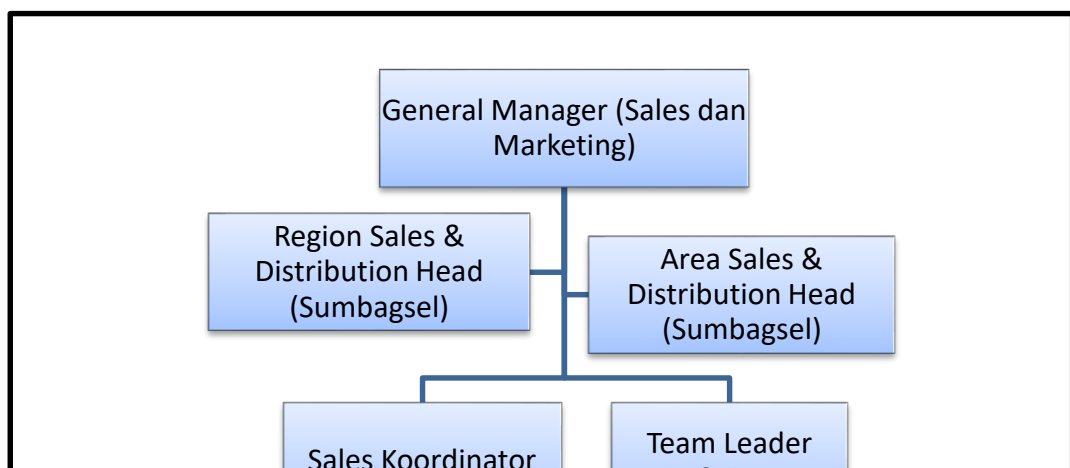 General Manager (Sales dan
Marketing)
Region Sales &
Distribution Head
(Sumbagsel)
Area Sales &
Distribution Head
(Sumbagsel)
Sales Koordinator
Team Leader